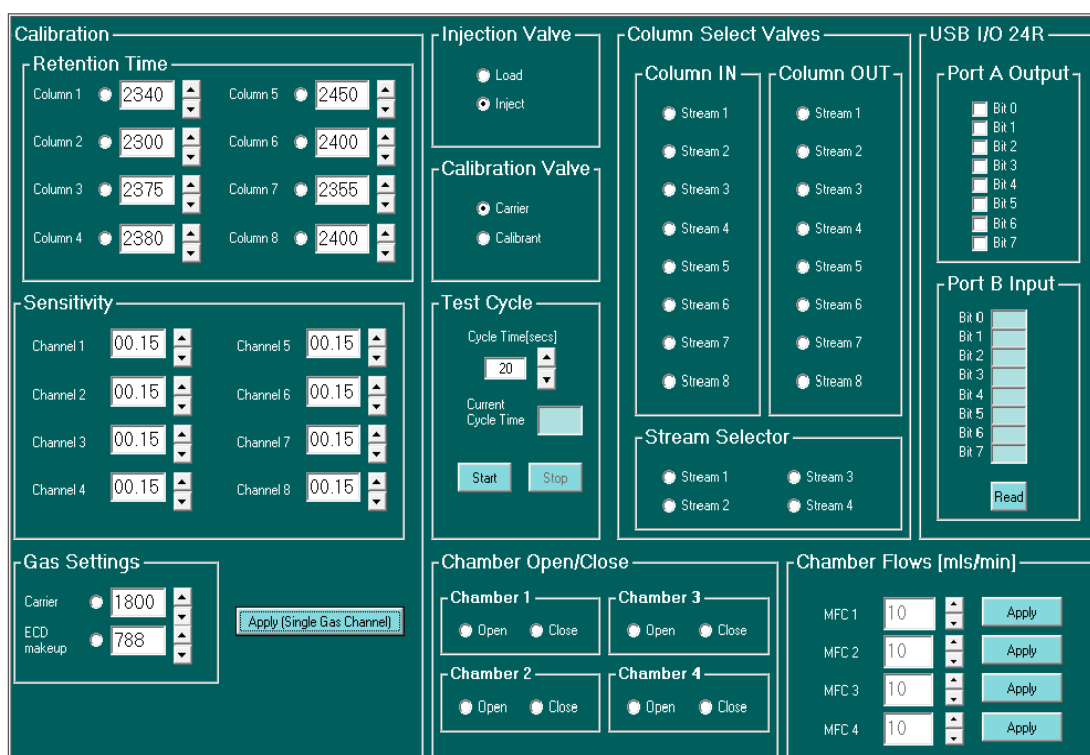 Calibration
Retention Time
Column 1 2340 Column 5 2450
Column 2 2300 Column 6 2400
Column 3 2375 Column 7 2355
Column 4 2380 Column 8 2400
Sensitivity
Channel 1 00.15 Channel 5 00.15
Channel 2 00.15 Channel 6 00.15
Channel 3 00.15 Channel 7 00.15
Channel 4 00.15 Channel 8 00.15
Gas Settings
Carrier 1800
ECD
makeup 788
Apply (Single Gas Channel)
Injection Valve
Load
Inject
Calibration Valve
Carrier
Calibrant
Test Cycle
Cycle Time[secs]
20
Current
Cycle Time
Start Stop
Column Select Valves
Column IN
Stream 1
Stream 2
Stream 3
Stream 4
Stream 5
Stream 6
Stream 7
Stream 8
Column OUT
Stream 1
Stream 2
Stream 3
Stream 4
Stream 5
Stream 6
Stream 7
Stream 8
Stream Selector
Stream 1 Stream 3
Stream 2 Stream 4
USB I/O 24R
Port A Output
Bit 0
Bit 1
Bit 2
Bit 3
Bit 4
Bit 5
Bit 6
Bit 7
Port B Input
Bit 0
Bit 1
Bit 2
Bit 3
Bit 4
Bit 5
Bit 6
Bit 7
Read
Chamber Open/Close
Chamber 1
Open Close
Chamber 3
Open Close
Chamber 2
Open Close
Chamber 4
Open Close
Chamber Flows [mls/min]
MFC 1 10 Apply
MFC 2 10 Apply
MFC 3 10 Apply
MFC 4 10 Apply